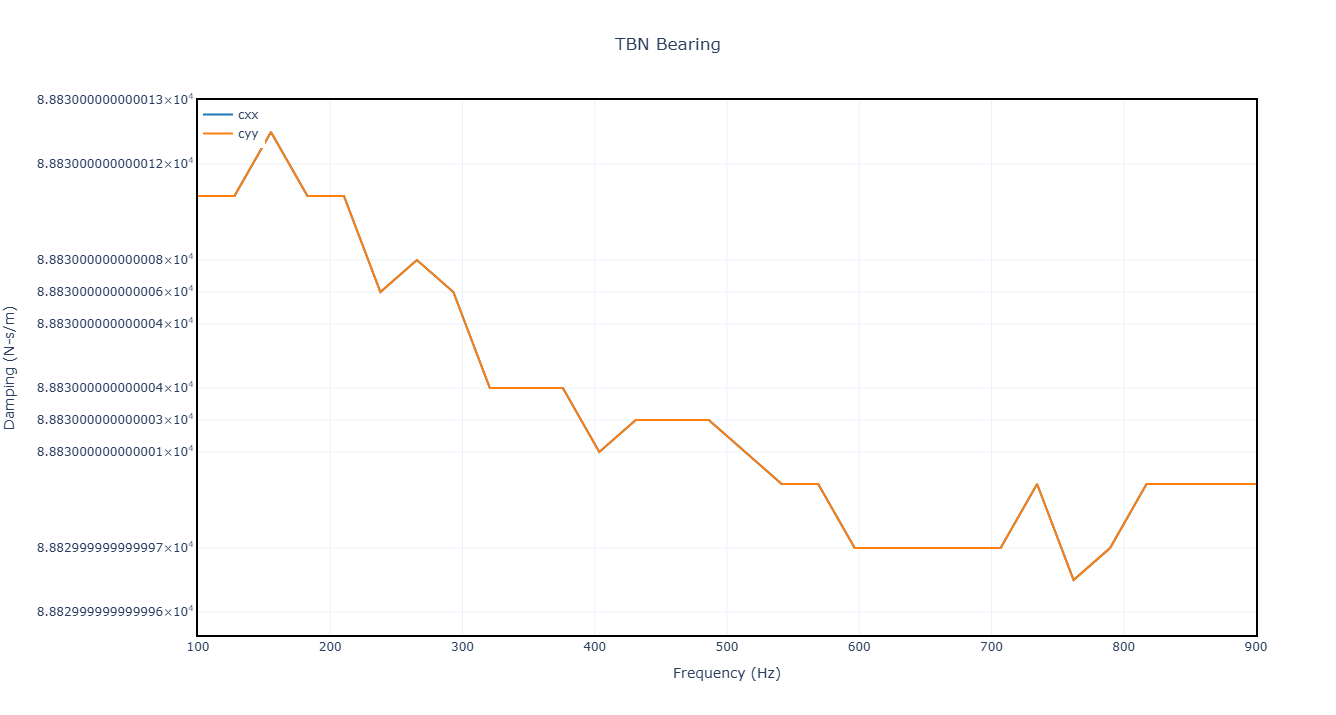 TBN Bearing
8.883000000000013×10⁴
8.883000000000012×10⁴
8.883000000000008×10⁴
8.883000000000006×10⁴
8.883000000000004×10⁴
8.883000000000004×10⁴
8.883000000000003×10⁴
8.883000000000001×10⁴
8.882999999999997×10⁴
8.882999999999996×10⁴
cxx
cyy
Damping (N-s/m)
100 200 300 400 500 600 700 800 900
Frequency (Hz)